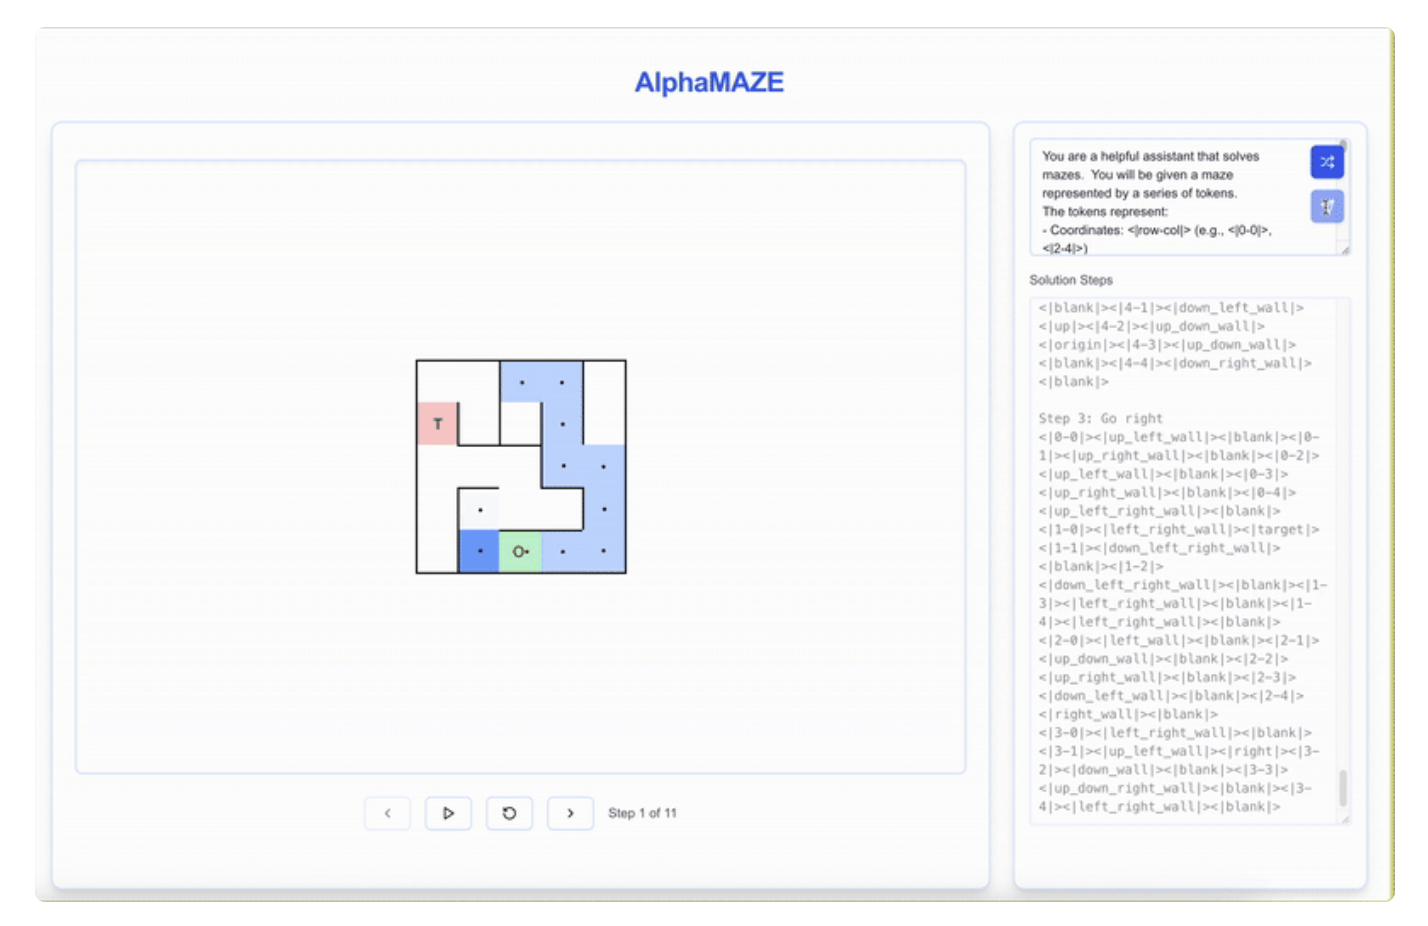 AlphaMAZE
T
O
Step 1 of 11
You are a helpful assistant that solves
mazes.  You will be given a maze
represented by a series of tokens.
The tokens represent:
- Coordinates: <|row-col|> (e.g., <|0-0|>,
<|2-4|>)
Solution Steps
<|blank|><|4-1|><|down_left_wall|>
<|up|><|4-2|><|up_down_wall|>
<|origin|><|4-3|><|up_down_wall|>
<|blank|><|4-4|><|down_right_wall|>
<|blank|>
Step 3: Go right
<|0-0|><|up_left_wall|><|blank|><|0-
1|><|up_right_wall|><|blank|><|0-2|>
<|up_left_wall|><|blank|><|0-3|>
<|up_right_wall|><|blank|><|0-4|>
<|up_left_right_wall|><|blank|>
<|1-0|><|left_right_wall|><|target|>
<|1-1|><|down_left_right_wall|>
<|blank|><|1-2|>
<|down_left_right_wall|><|blank|><|1-
3|><|left_right_wall|><|blank|><|1-
4|><|left_right_wall|><|blank|>
<|2-0|><|left_wall|><|blank|><|2-1|>
<|up_down_wall|><|blank|><|2-2|>
<|up_right_wall|><|blank|><|2-3|>
<|down_left_wall|><|blank|><|2-4|>
<|right_wall|><|blank|>
<|3-0|><|left_right_wall|><|blank|>
<|3-1|><|up_left_wall|><|right|><|3-
2|><|down_wall|><|blank|><|3-3|>
<|up_down_right_wall|><|blank|><|3-
4|><|left_right_wall|><|blank|>